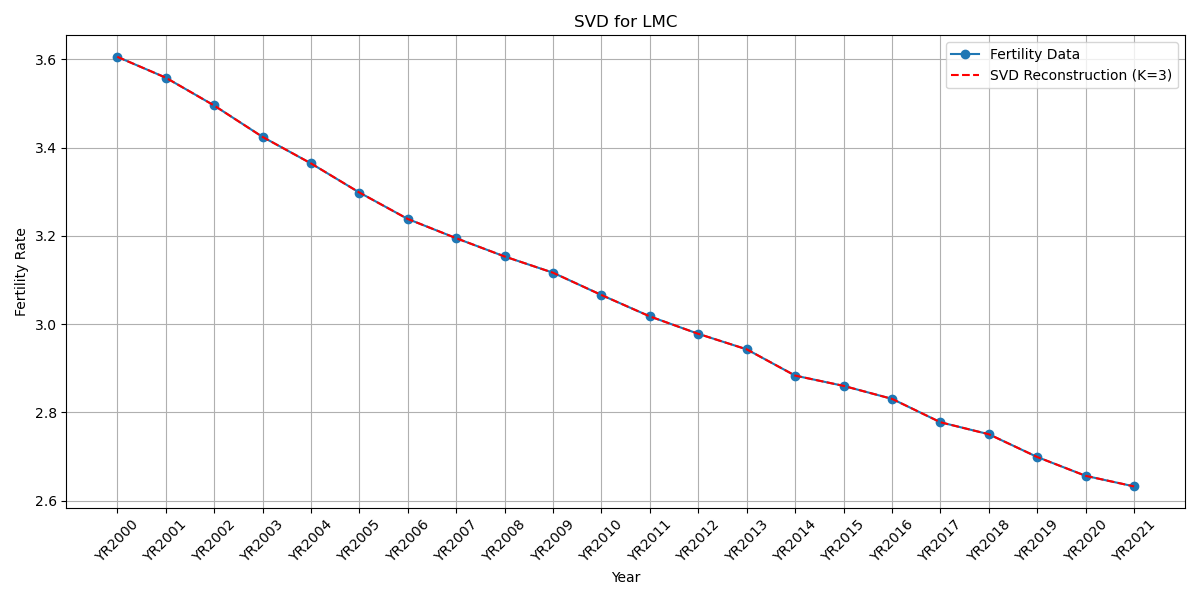 SVD for LMC
Fertility Data
SVD Reconstruction (K=3)
Fertility Rate
3.6
3.4
3.2
3.0
2.8
2.6
YR2000
YR2001
YR2002
YR2003
YR2004
YR2005
YR2006
YR2007
YR2008
YR2009
YR2010
YR2011
YR2012
YR2013
YR2014
YR2015
YR2016
YR2017
YR2018
YR2019
YR2020
YR2021
Year